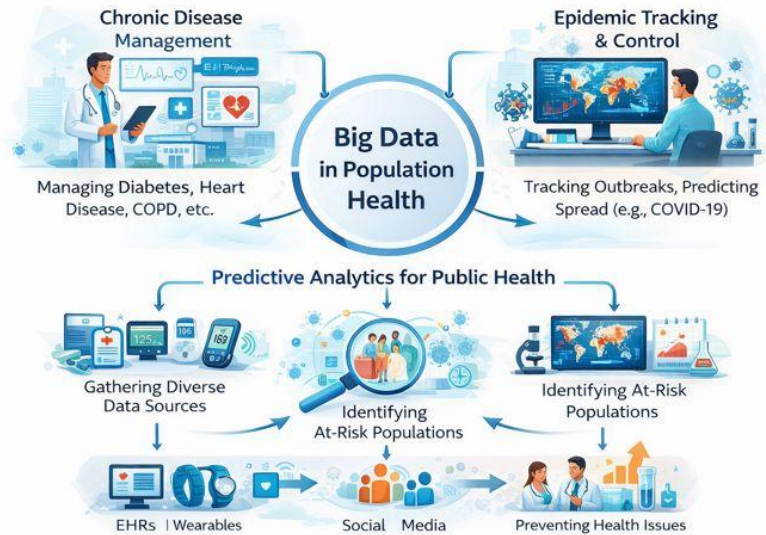 Chronic Disease
Management
Epidemic Tracking
& Control
Big Data
in Population
Health
Managing Diabetes, Heart
Disease, COPD, etc.
Tracking Outbreaks, Predicting
Spread (e.g., COVID-19)
Predictive Analytics for Public Health
125
169
Gathering Diverse
Data Sources
Identifying
At-Risk Populations
Identifying At-Risk
Populations
EHRs | Wearables
Social Media
Preventing Health Issues